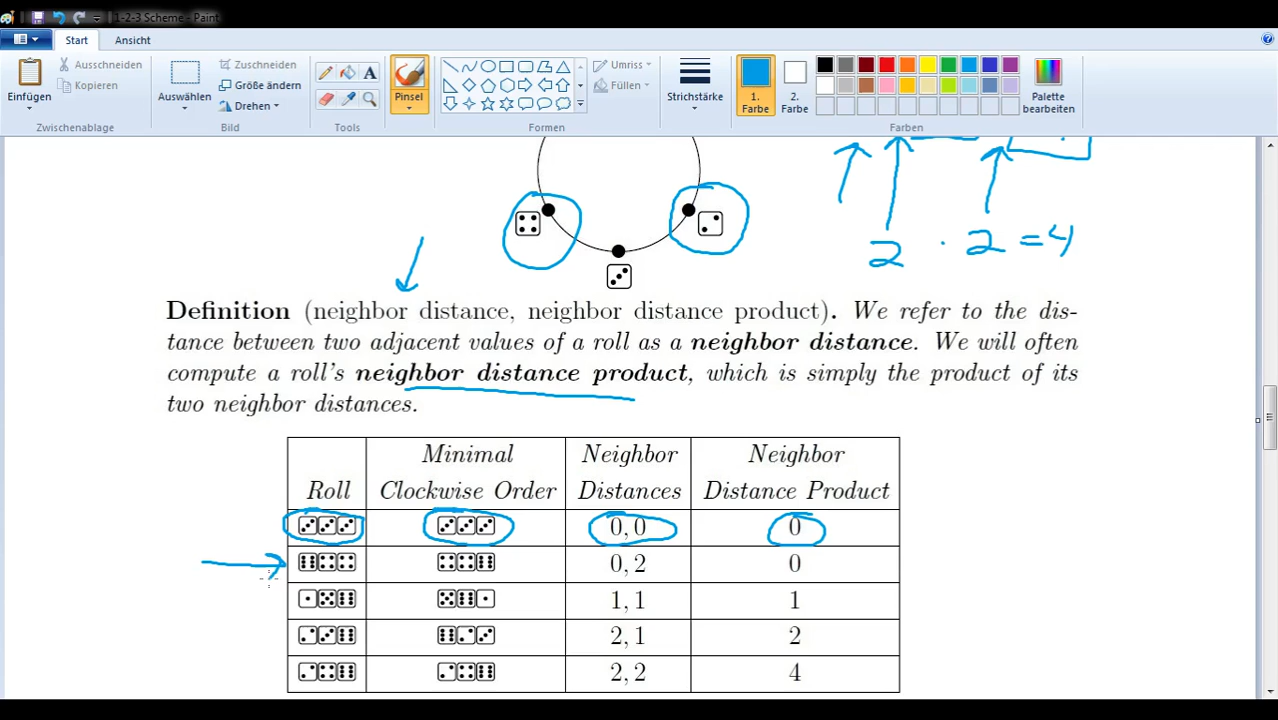 1-2-3 Scheme - Paint
Start Ansicht
Einfügen
Ausschneiden
Kopieren
Zwischenablage
Auswählen
Zuschneiden
Größe ändern
Drehen
Bild
A
Tools
Pinsel
Formen
Umriss
Füllen
Strichstärke
1. Farbe
2. Farbe
Farben
Palette bearbeiten
2 · 2 = 4
Definition (neighbor distance, neighbor distance product). We refer to the dis-
tance between two adjacent values of a roll as a neighbor distance. We will often
compute a roll's neighbor distance product, which is simply the product of its
two neighbor distances.
Roll Minimal Clockwise Order Neighbor Distances Neighbor Distance Product
0, 0 0
0, 2 0
1, 1 1
2, 1 2
2, 2 4